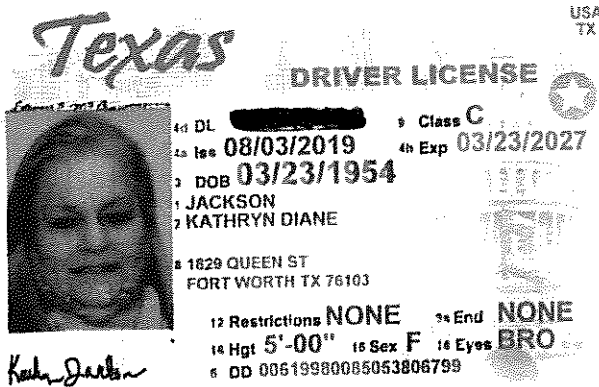 USA
TX
Texas
DRIVER LICENSE
4d DL
9 Class C
4a Iss 08/03/2019
4b Exp 03/23/2027
3 DOB 03/23/1954
1 JACKSON
2 KATHRYN DIANE
8 1829 QUEEN ST
FORT WORTH TX 76103
12 Restrictions NONE
9a End NONE
16 Hgt 5'-00"
15 Sex F
18 Eyes BRO
5 DD 00619980085053806799